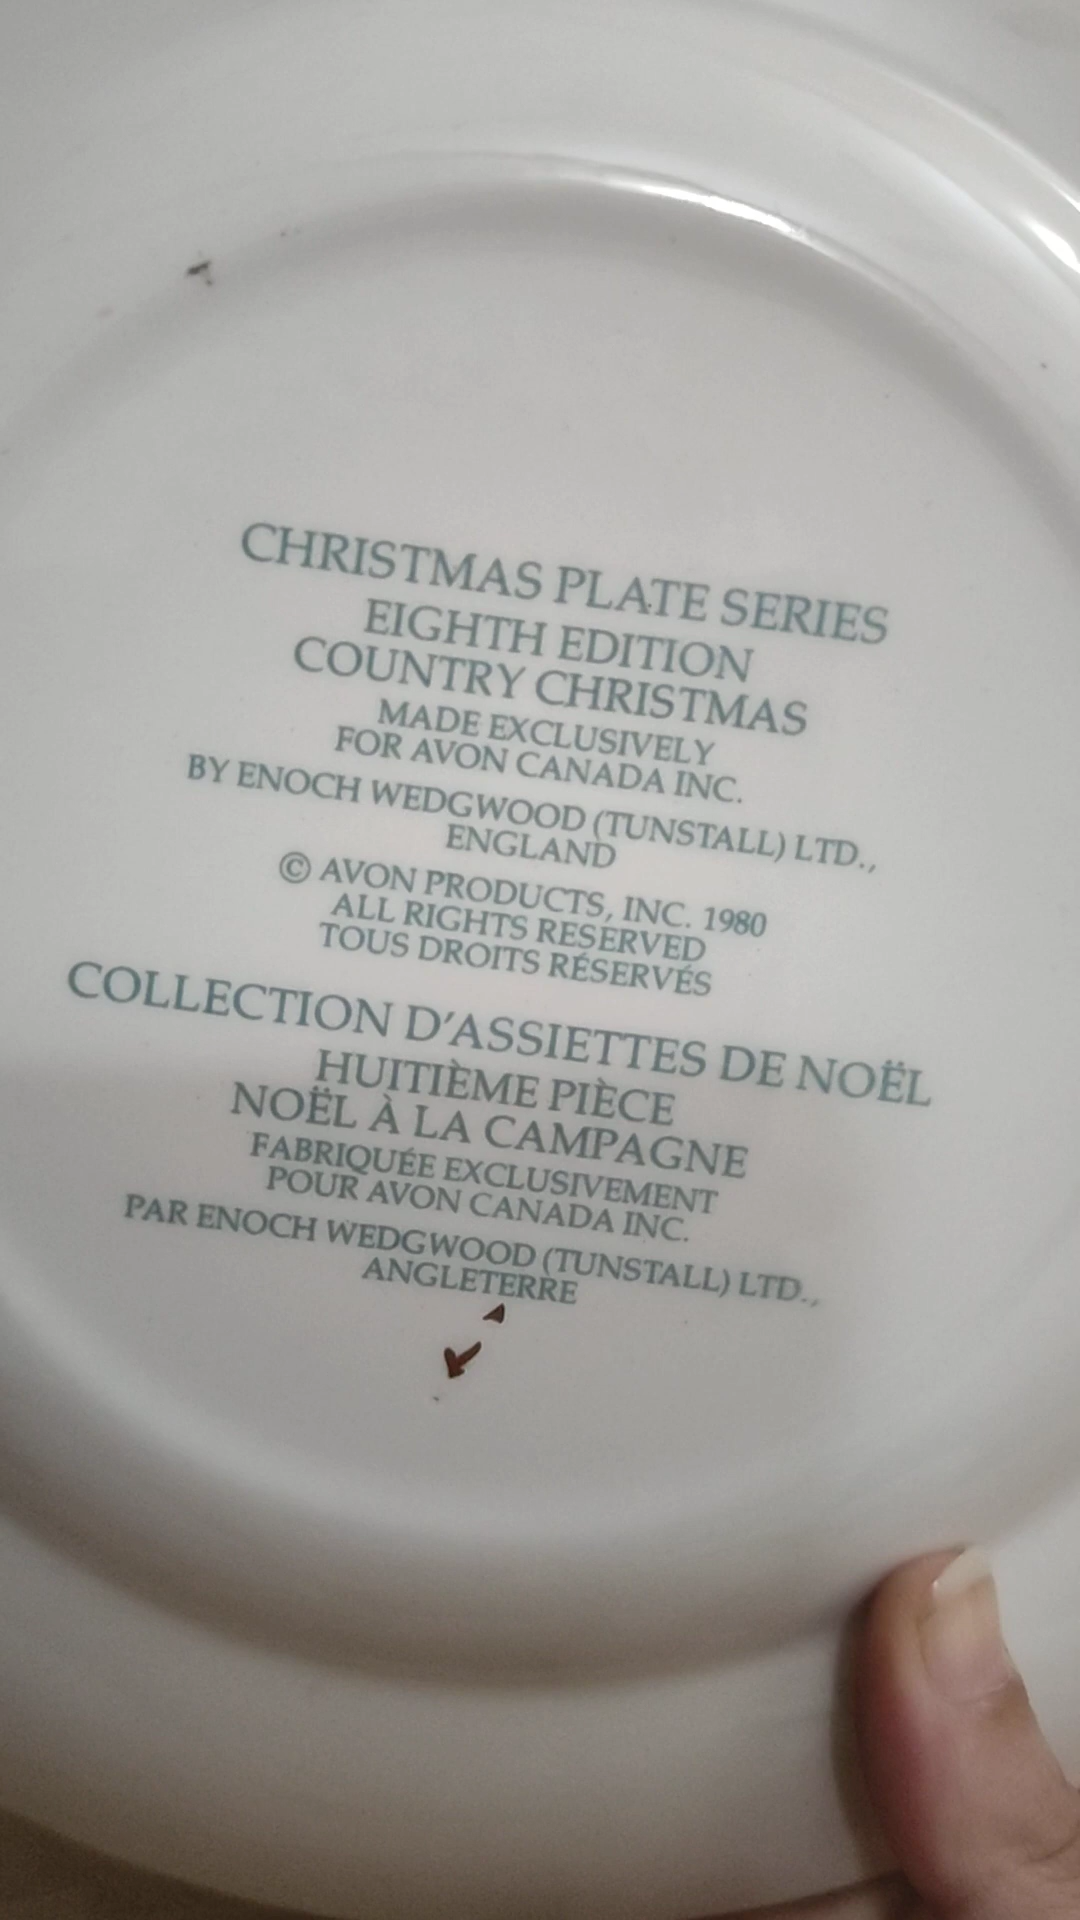 CHRISTMAS PLATE SERIES
EIGHTH EDITION
COUNTRY CHRISTMAS
MADE EXCLUSIVELY
FOR AVON CANADA INC.
BY ENOCH WEDGWOOD (TUNSTALL) LTD.,
ENGLAND
© AVON PRODUCTS, INC. 1980
ALL RIGHTS RESERVED
TOUS DROITS RÉSERVÉS
COLLECTION D'ASSIETTES DE NOËL
HUITIÈME PIÈCE
NOËL À LA CAMPAGNE
FABRIQUÉE EXCLUSIVEMENT
POUR AVON CANADA INC.
PAR ENOCH WEDGWOOD (TUNSTALL) LTD.,
ANGLETERRE